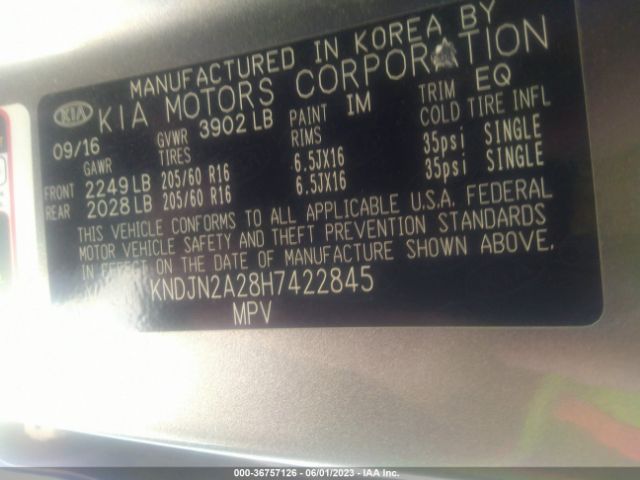 MANUFACTURED IN KOREA BY
KIA KIA MOTORS CORPORATION
09/16 GVWR 3902 LB PAINT IM TRIM EQ
GAWR TIRES RIMS COLD TIRE INFL
FRONT 2249 LB 205/60 R16 6.5JX16 35psi SINGLE
REAR 2028 LB 205/60 R16 6.5JX16 35psi SINGLE
THIS VEHICLE CONFORMS TO ALL APPLICABLE U.S.A. FEDERAL
MOTOR VEHICLE SAFETY AND THEFT PREVENTION STANDARDS
IN EFFECT ON THE DATE OF MANUFACTURE SHOWN ABOVE.
KNDJN2A28H7422845
MPV
000-36757126 - 06/01/2023 - IAA Inc.